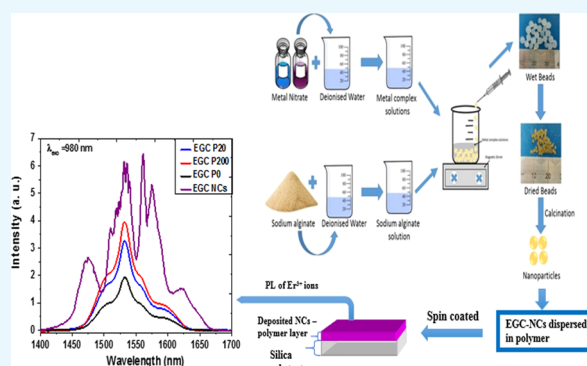 Metal Nitrate
Deionised Water
Metal complex
solutions
Wet Beads
Dried Beads
Calcination
Nanoparticles
Sodium alginate
Deionised Water
Sodium alginate
solution
λexc =980 nm
EGC P20
EGC P200
EGC P0
EGC NCs
Intensity (a. u.)
7
6
5
4
3
2
1
0
1400 1450 1500 1550 1600 1650 1700
Wavelength (nm)
PL of Er³⁺ ions
Deposited NCs –
polymer layer
Silica
Spin coated
EGC-NCs dispersed
in polymer